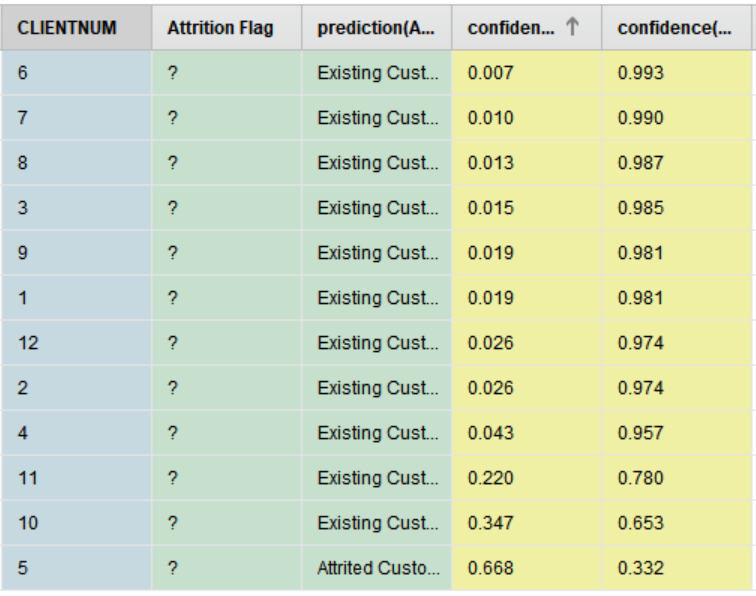 CLIENTNUM Attrition Flag prediction(A... confiden... ↑ confidence(...
6 ? Existing Cust... 0.007 0.993
7 ? Existing Cust... 0.010 0.990
8 ? Existing Cust... 0.013 0.987
3 ? Existing Cust... 0.015 0.985
9 ? Existing Cust... 0.019 0.981
1 ? Existing Cust... 0.019 0.981
12 ? Existing Cust... 0.026 0.974
2 ? Existing Cust... 0.026 0.974
4 ? Existing Cust... 0.043 0.957
11 ? Existing Cust... 0.220 0.780
10 ? Existing Cust... 0.347 0.653
5 ? Attrited Custo... 0.668 0.332